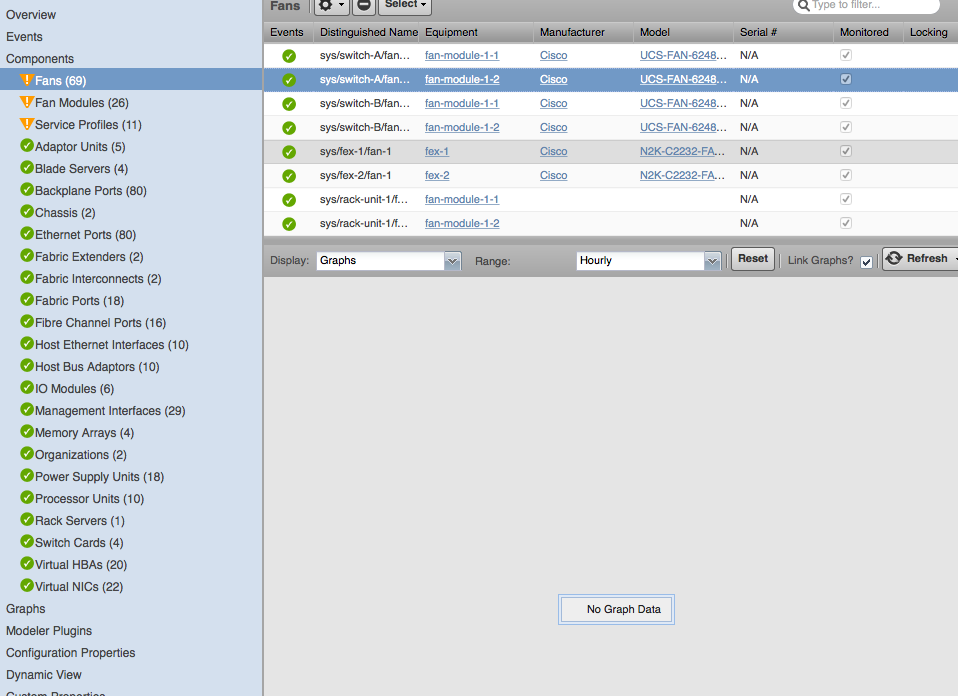 Overview
Events
Components
Fans (69)
Fan Modules (26)
Service Profiles (11)
Adaptor Units (5)
Blade Servers (4)
Backplane Ports (80)
Chassis (2)
Ethernet Ports (80)
Fabric Extenders (2)
Fabric Interconnects (2)
Fabric Ports (18)
Fibre Channel Ports (16)
Host Ethernet Interfaces (10)
Host Bus Adaptors (10)
IO Modules (6)
Management Interfaces (29)
Memory Arrays (4)
Organizations (2)
Power Supply Units (18)
Processor Units (10)
Rack Servers (1)
Switch Cards (4)
Virtual HBAs (20)
Virtual NICs (22)
Graphs
Modeler Plugins
Configuration Properties
Dynamic View
Custom Properties
Fans Select Type to filter...
Events Distinguished Name Equipment Manufacturer Model Serial # Monitored Locking
sys/switch-A/fan... fan-module-1-1 Cisco UCS-FAN-6248... N/A
sys/switch-A/fan... fan-module-1-2 Cisco UCS-FAN-6248... N/A
sys/switch-B/fan... fan-module-1-1 Cisco UCS-FAN-6248... N/A
sys/switch-B/fan... fan-module-1-2 Cisco UCS-FAN-6248... N/A
sys/fex-1/fan-1 fex-1 Cisco N2K-C2232-FA... N/A
sys/fex-2/fan-1 fex-2 Cisco N2K-C2232-FA... N/A
sys/rack-unit-1/f... fan-module-1-1 N/A
sys/rack-unit-1/f... fan-module-1-2 N/A
Display: Graphs Range: Hourly Reset Link Graphs? Refresh
No Graph Data